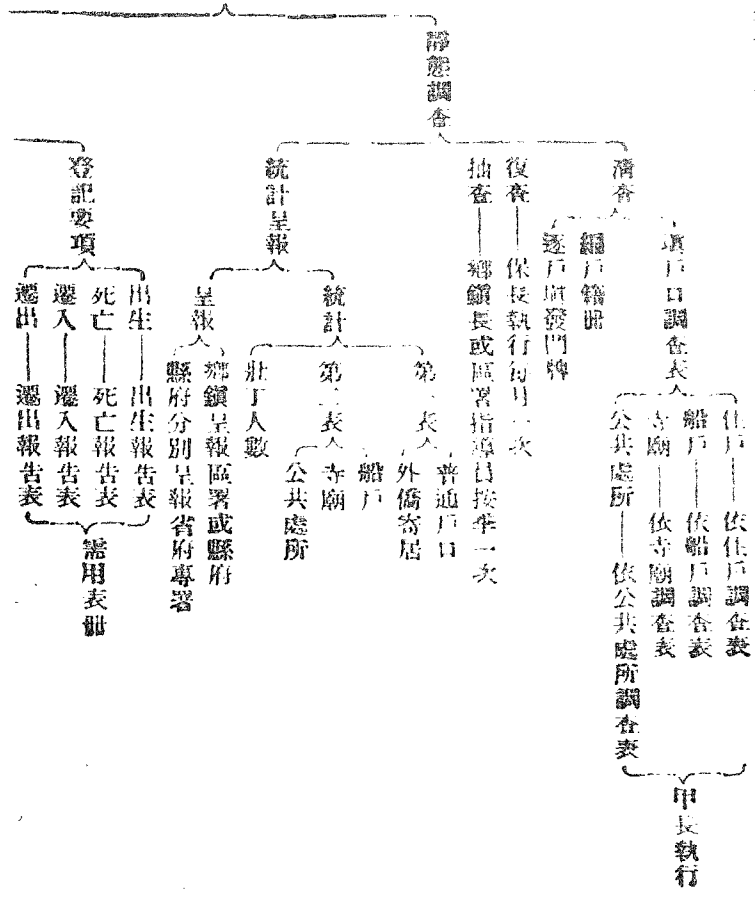 靜態調查
清查
填戶口調查表
住戶——依住戶調查表
船戶——依船戶調查表
寺廟——依寺廟調查表
公共處所——依公共處所調查表
甲長執行
編戶籍冊
逐戶填發門牌
復查——保長執行每月一次
抽查——鄉鎮長或區署指導員按季一次
統計呈報
統計
第一表
普通戶口
外僑寄居
第二表
船戶
寺廟
公共處所
壯丁人數
呈報
鄉鎮呈報區署或縣府
縣府分別呈報省府專署
登記要項
出生——出生報告表
死亡——死亡報告表
遷入——遷入報告表
遷出——遷出報告表
需用表冊